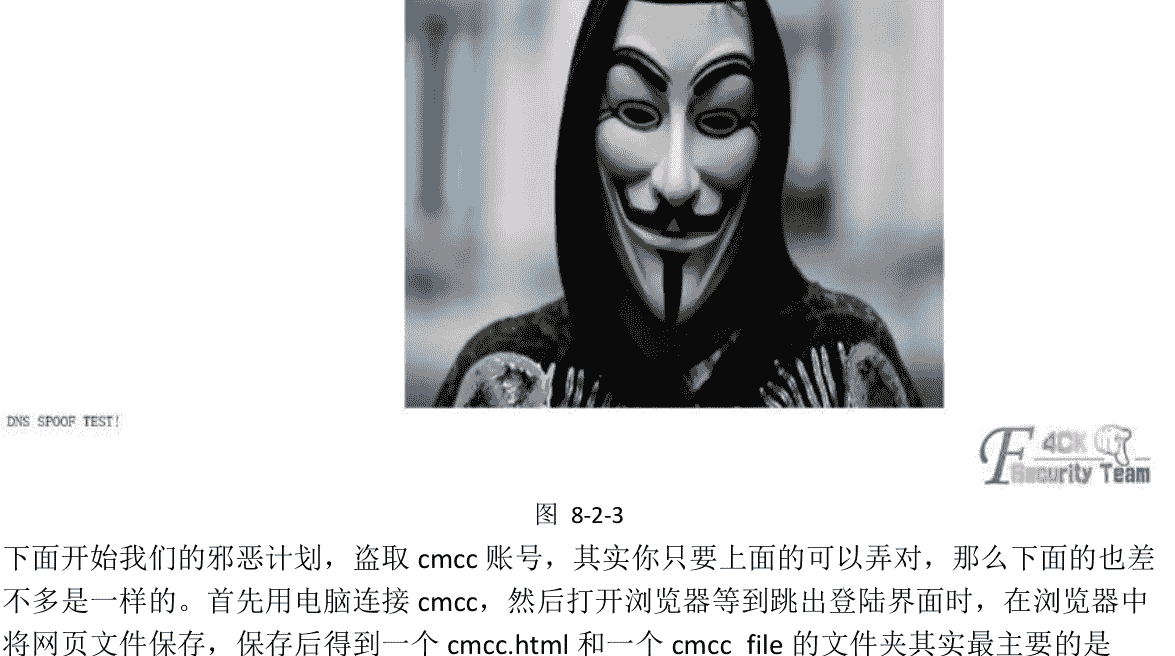 DNS SPOOF TEST!
F4CK
Security Team
图 8-2-3
下面开始我们的邪恶计划，盗取 cmcc 账号，其实你只要上面的可以弄对，那么下面的也差
不多是一样的。首先用电脑连接 cmcc，然后打开浏览器等到跳出登陆界面时，在浏览器中
将网页文件保存，保存后得到一个 cmcc.html 和一个 cmcc_file 的文件夹其实最主要的是